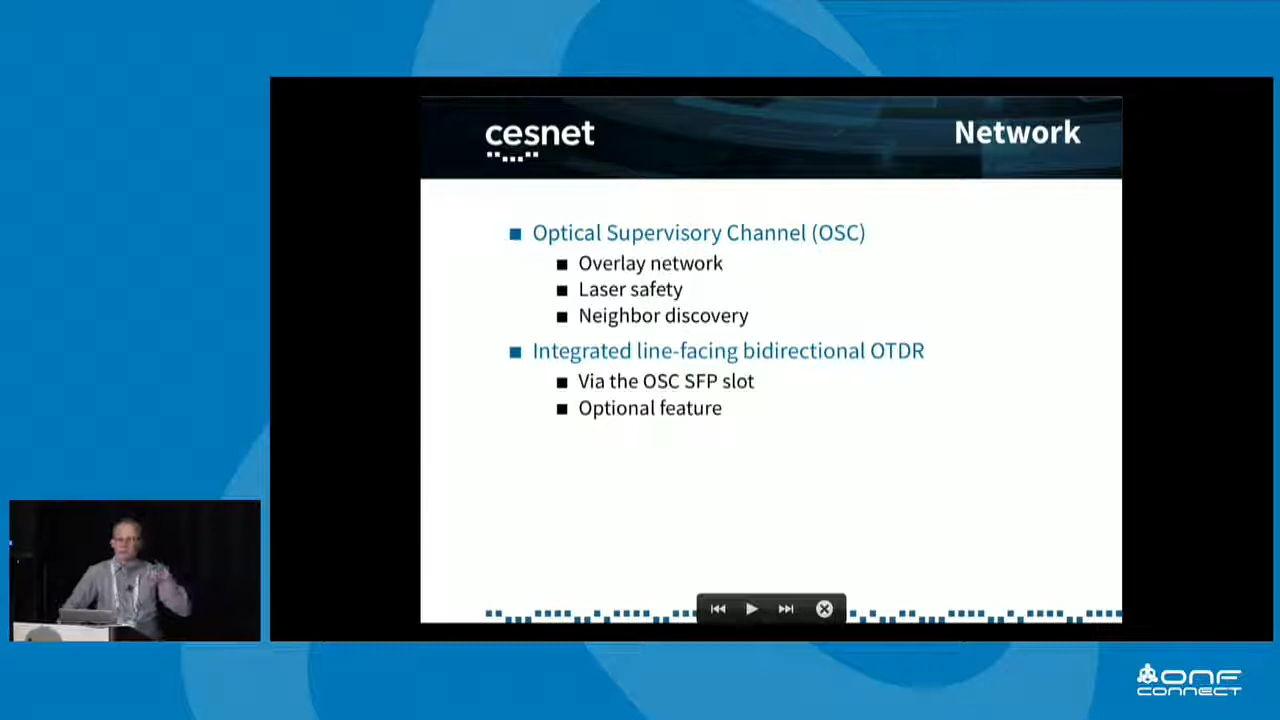 cesnet
Network
Optical Supervisory Channel (OSC)
Overlay network
Laser safety
Neighbor discovery
Integrated line-facing bidirectional OTDR
Via the OSC SFP slot
Optional feature
ONF
CONNECT